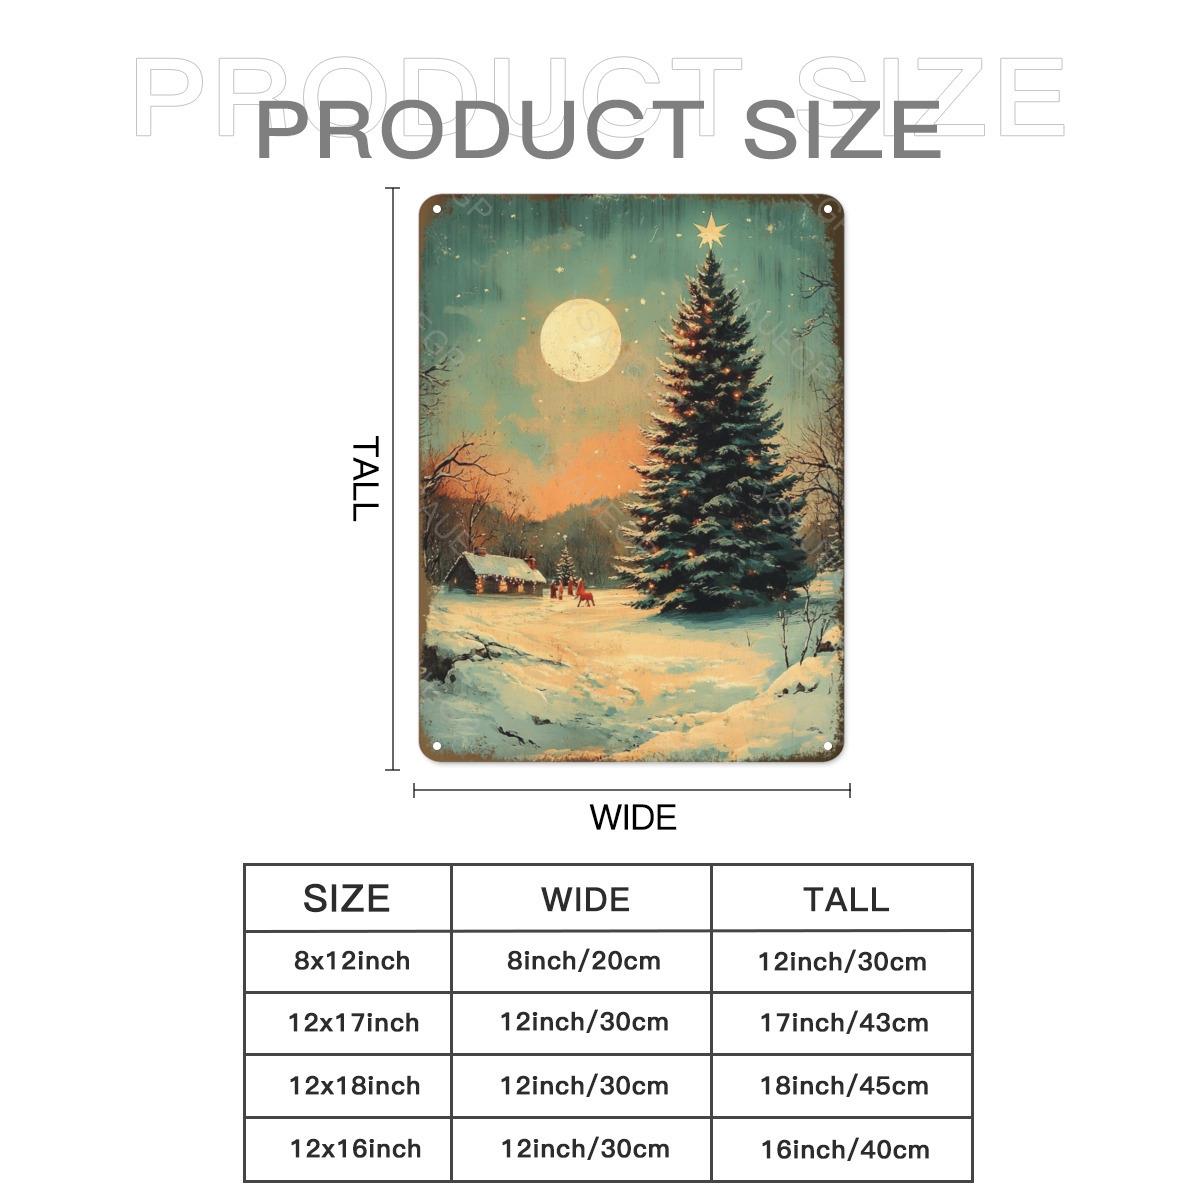 PRODUCT SIZE
PRODUCT SIZE
TALL
WIDE
SIZE WIDE TALL
8x12inch 8inch/20cm 12inch/30cm
12x17inch 12inch/30cm 17inch/43cm
12x18inch 12inch/30cm 18inch/45cm
12x16inch 12inch/30cm 16inch/40cm